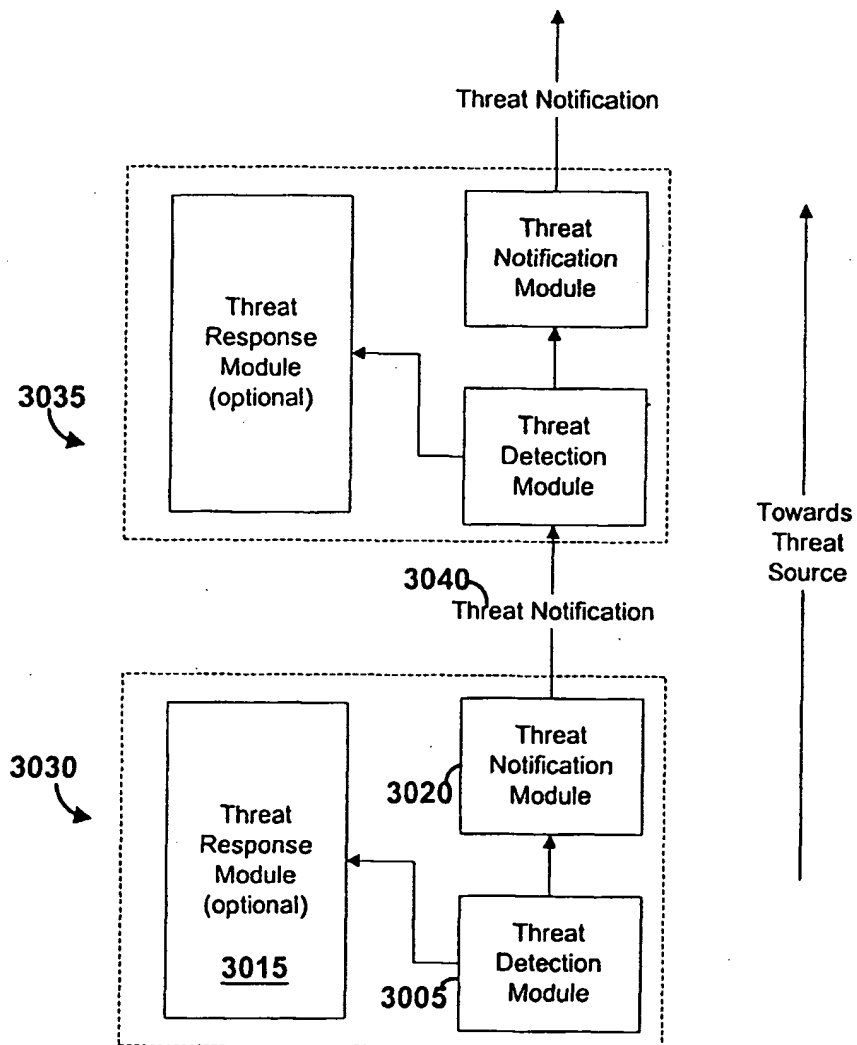 Threat Notification
Threat
Notification
Module
Threat
Response
Module
(optional)
3035
Threat
Detection
Module
Towards
Threat
Source
3040
Threat Notification
3030
Threat
Notification
Module
3020
Threat
Response
Module
(optional)
3015
Threat
Detection
Module
3005